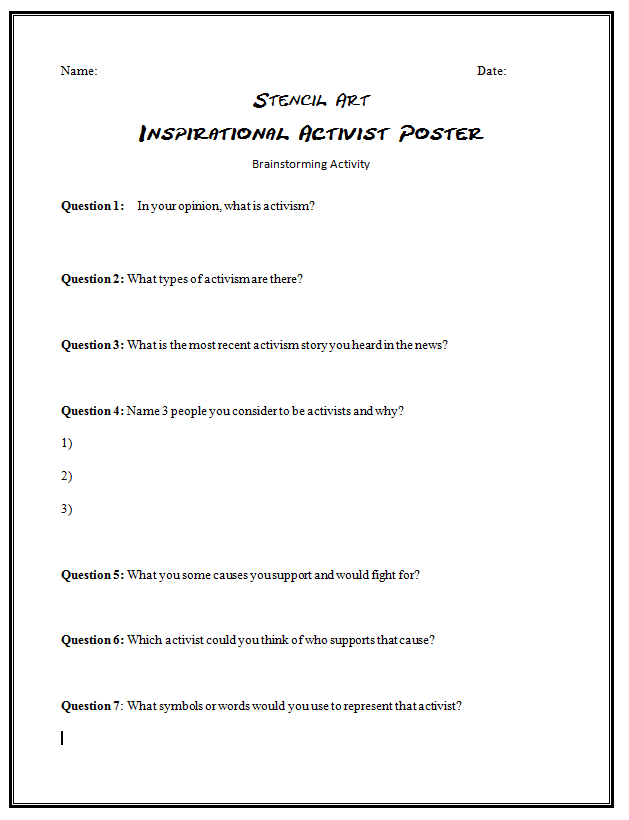 Name: Date:
Stencil Art
Inspirational Activist Poster
Brainstorming Activity
Question 1: In your opinion, what is activism?
Question 2: What types of activism are there?
Question 3: What is the most recent activism story you heard in the news?
Question 4: Name 3 people you consider to be activists and why?
1)
2)
3)
Question 5: What you some causes you support and would fight for?
Question 6: Which activist could you think of who supports that cause?
Question 7: What symbols or words would you use to represent that activist?